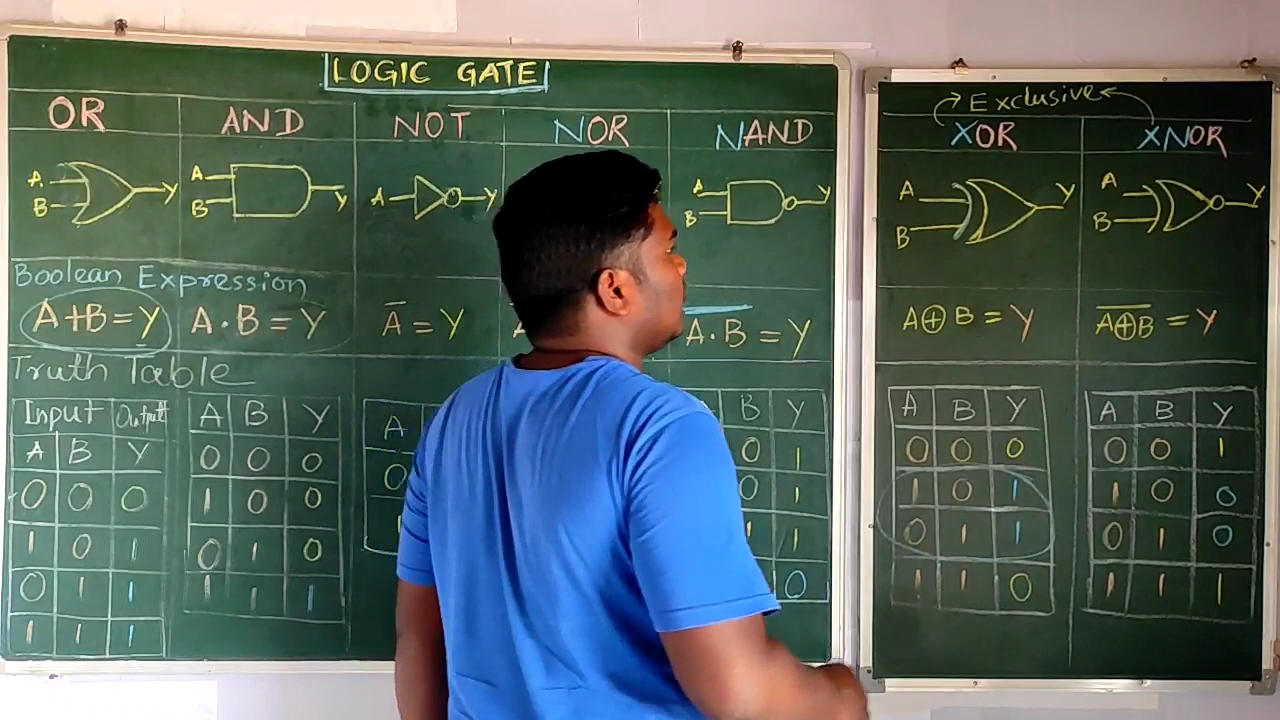 LOGIC GATE
OR AND NOT NOR NAND
Exclusive
XOR XNOR
A B Y
A B Y
A Y
A B Y
A B Y
A B Y
Boolean Expression
A+B=Y
A·B=Y
A̅=Y
A·B̅=Y
A⊕B=Y
A⊕B̅=Y
Truth Table
Input Output
A B Y
0 0 0
1 0 1
0 1 1
1 1 1
A B Y
0 0 0
1 0 0
0 1 0
1 1 1
A
0
B Y
0 1
0 1
1 1
0
A B Y
0 0 0
1 0 1
0 1 1
1 1 0
A B Y
0 0 1
1 0 0
0 1 0
1 1 1